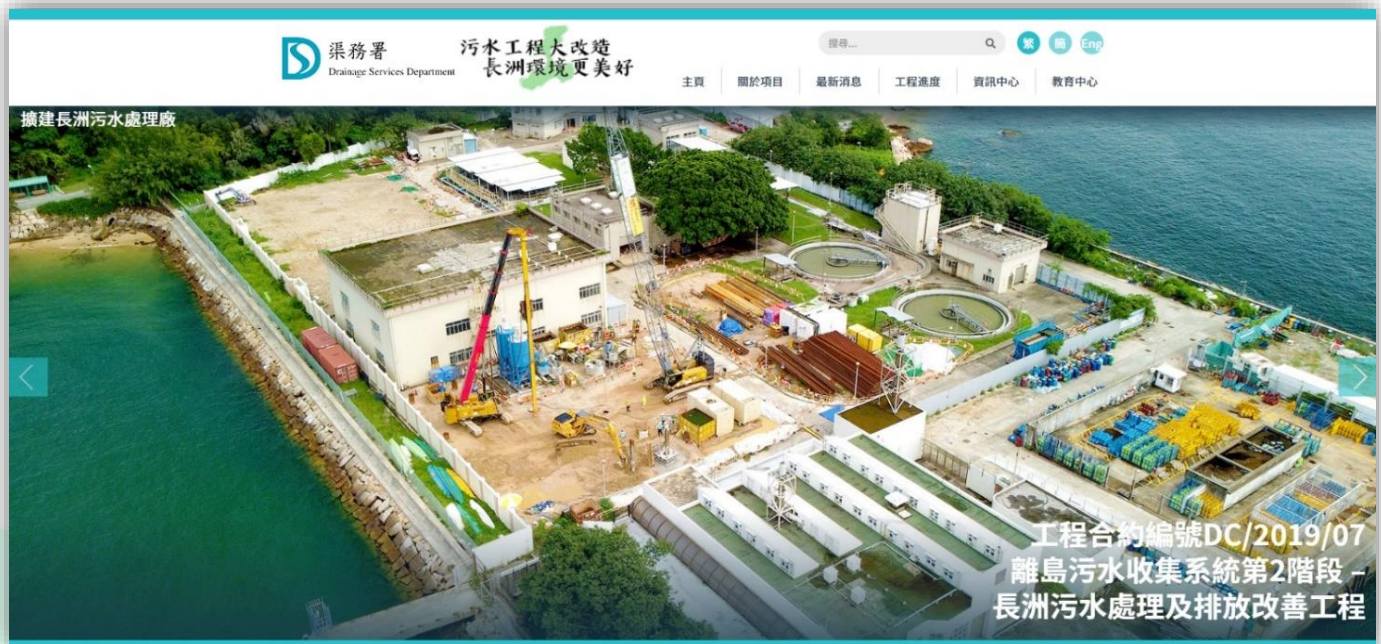 渠務署
Drainage Services Department
污水工程大改造
長洲環境更美好
搜尋...
繁
簡
Eng
主頁
關於項目
最新消息
工程進度
資訊中心
教育中心
擴建長洲污水處理廠
工程合約編號DC/2019/07
離島污水收集系統第2階段 –
長洲污水處理及排放改善工程